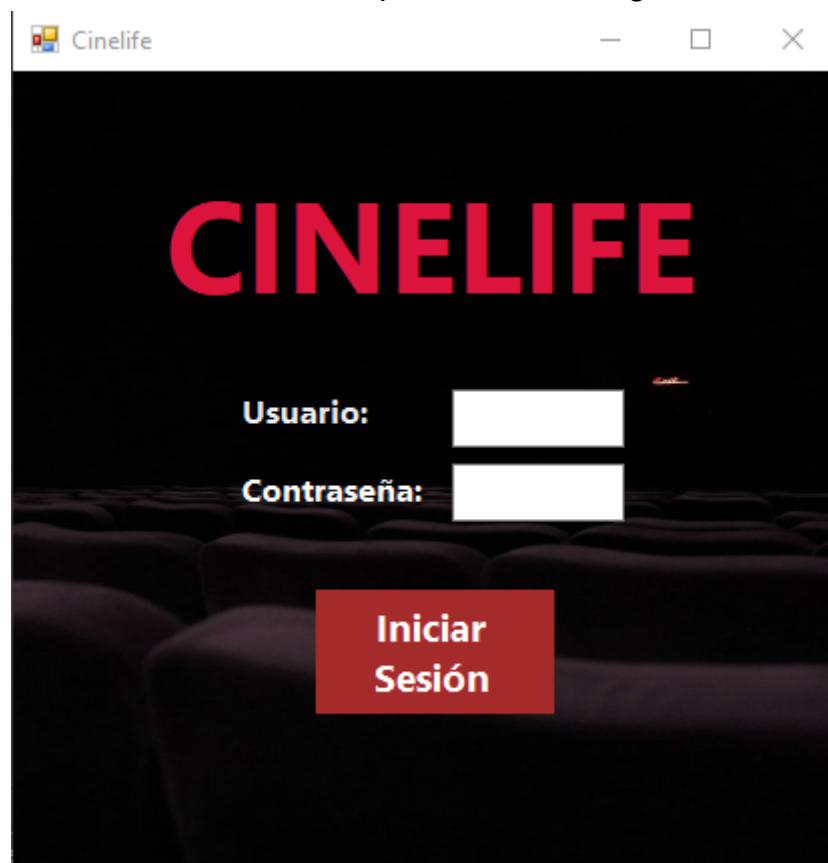 Cinelife
CINELIFE
Usuario:
Contraseña:
Iniciar
Sesión